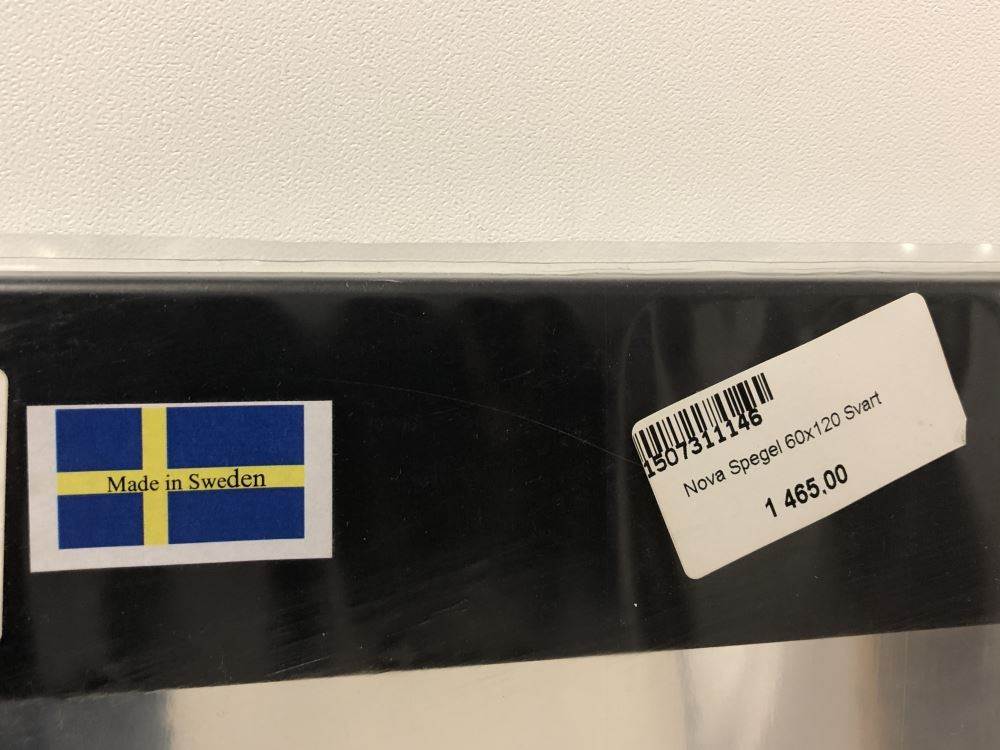 Made in Sweden
1507311146
Nova Spegel 60x120 Svart
1 465,00